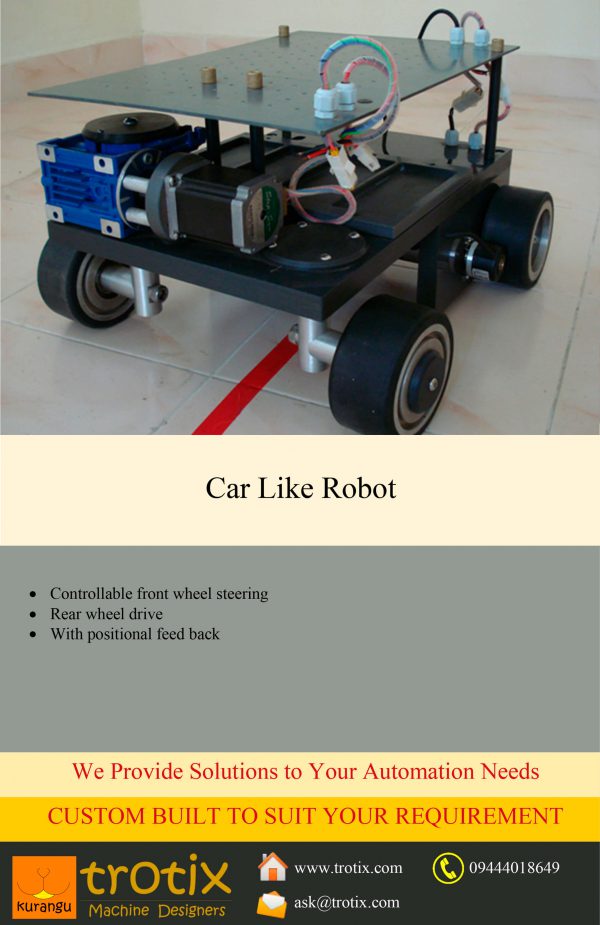 Car Like Robot
• Controllable front wheel steering
• Rear wheel drive
• With positional feed back
We Provide Solutions to Your Automation Needs
CUSTOM BUILT TO SUIT YOUR REQUIREMENT
kurangu
trotix
Machine Designers
www.trotix.com
09444018649
ask@trotix.com